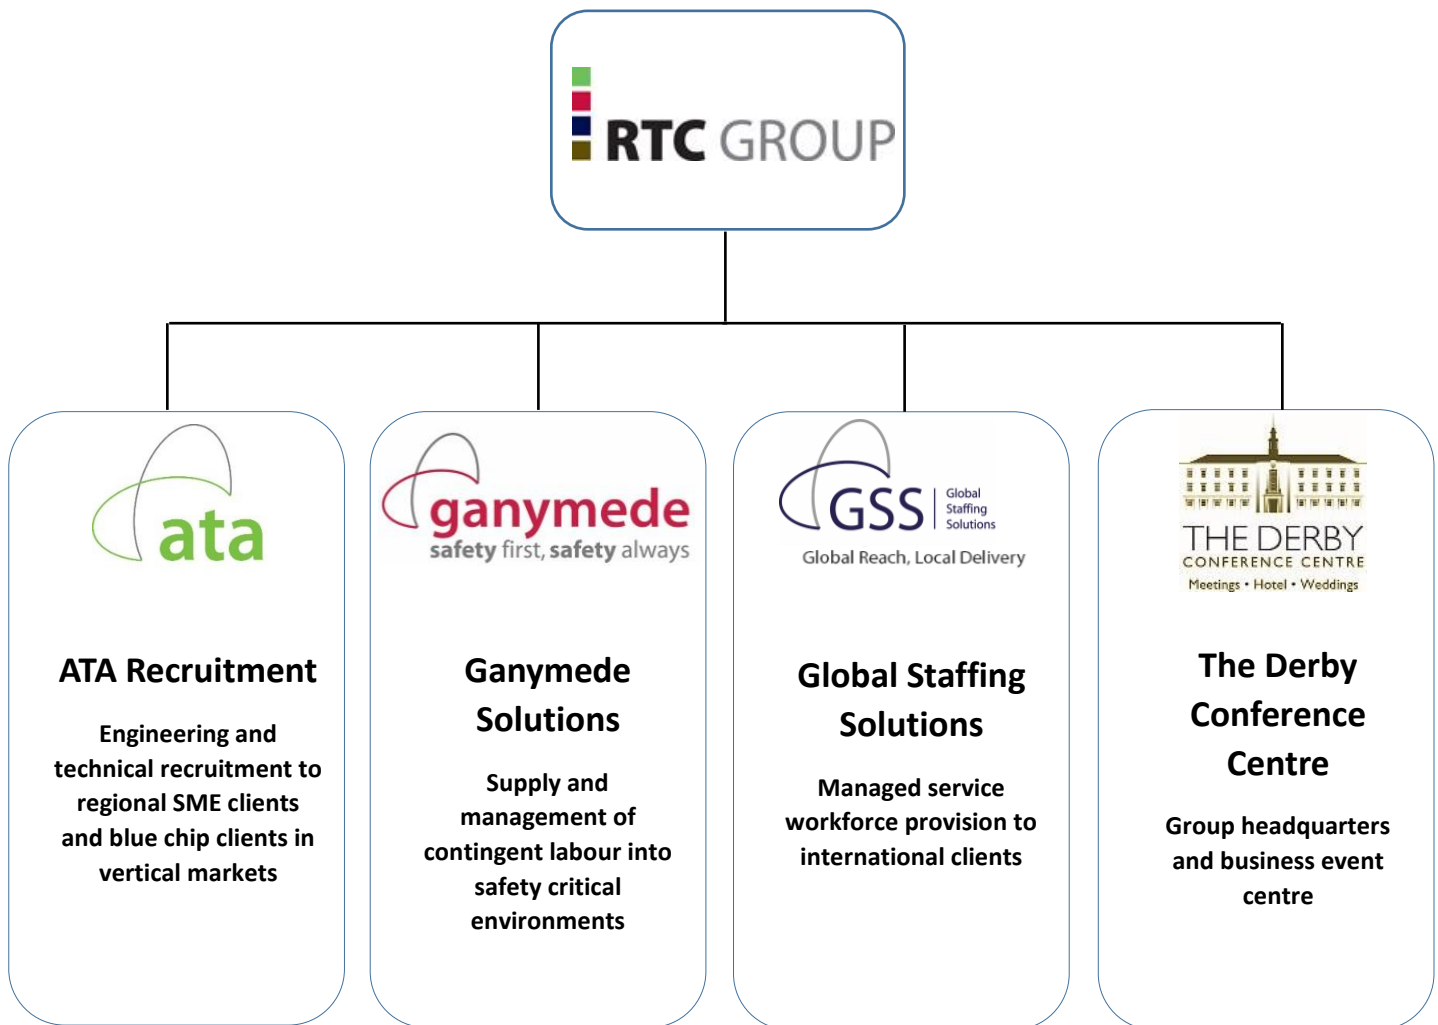 RTC GROUP
ata
ATA Recruitment
Engineering and
technical recruitment to
regional SME clients
and blue chip clients in
vertical markets
ganymede
safety first, safety always
Ganymede
Solutions
Supply and
management of
contingent labour into
safety critical
environments
GSS
Global
Staffing
Solutions
Global Reach, Local Delivery
Global Staffing
Solutions
Managed service
workforce provision to
international clients
THE DERBY
CONFERENCE CENTRE
Meetings • Hotel • Weddings
The Derby
Conference
Centre
Group headquarters
and business event
centre